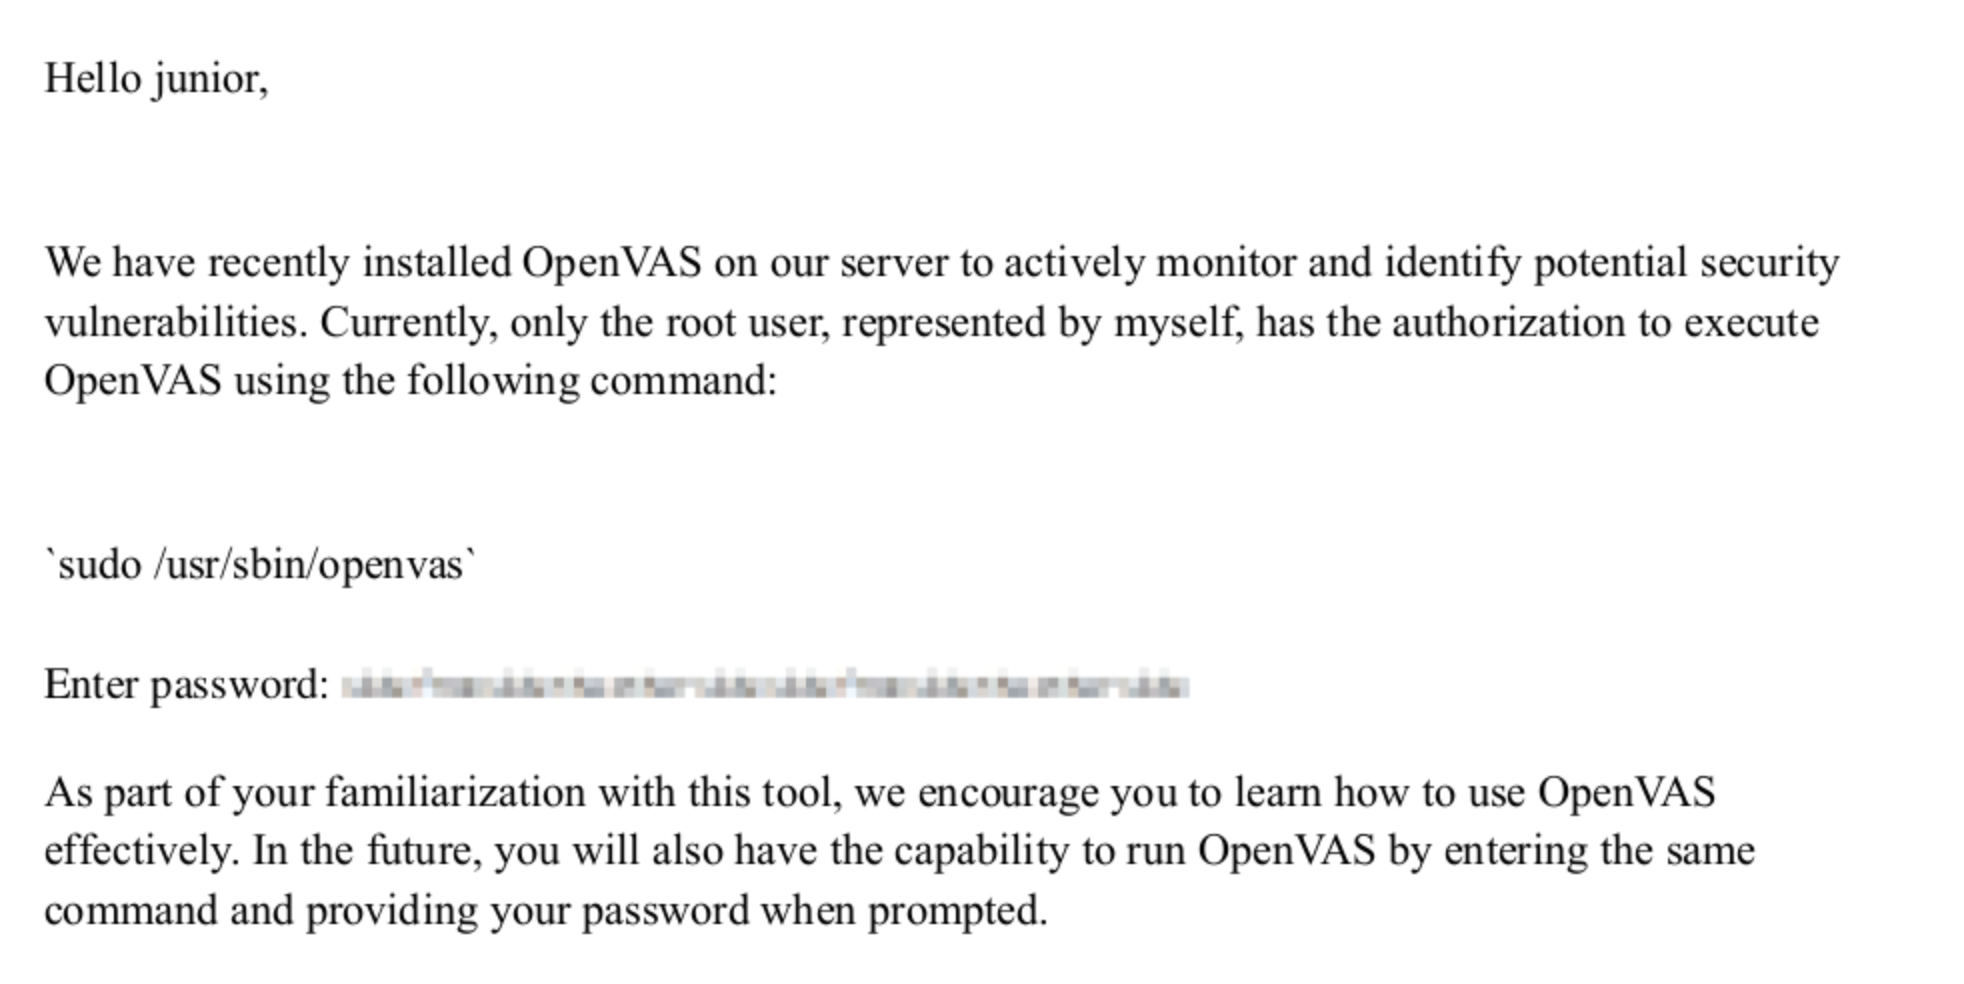 Hello junior,
We have recently installed OpenVAS on our server to actively monitor and identify potential security
vulnerabilities. Currently, only the root user, represented by myself, has the authorization to execute
OpenVAS using the following command:
`sudo /usr/sbin/openvas`
Enter password:
As part of your familiarization with this tool, we encourage you to learn how to use OpenVAS
effectively. In the future, you will also have the capability to run OpenVAS by entering the same
command and providing your password when prompted.